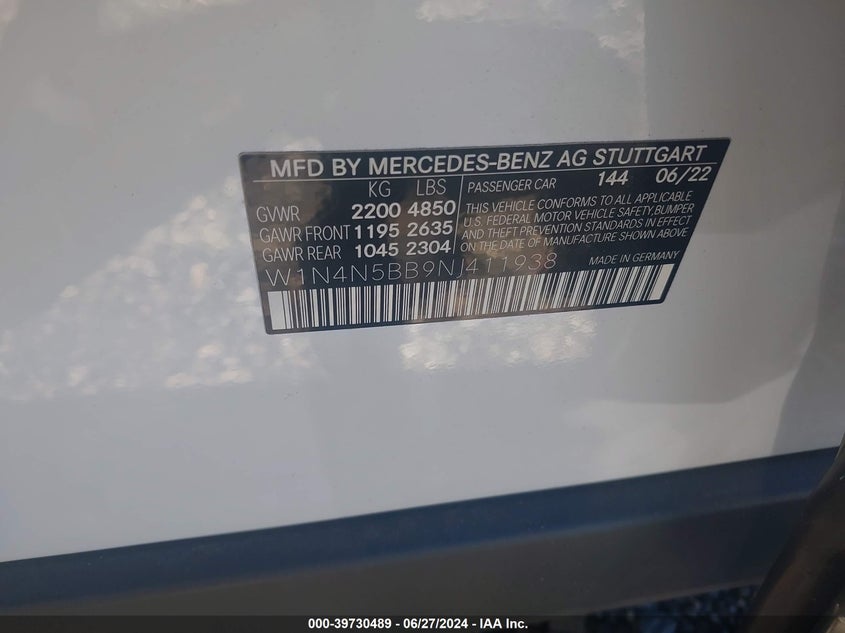 MFD BY MERCEDES-BENZ AG STUTTGART
KG LBS
GVWR 2200 4850
GAWR FRONT 1195 2635
GAWR REAR 1045 2304
PASSENGER CAR 144 06/22
THIS VEHICLE CONFORMS TO ALL APPLICABLE
U.S. FEDERAL MOTOR VEHICLE SAFETY,BUMPER
AND THEFT PREVENTION STANDARDS IN EFFECT
ON THE DATE OF MANUFACTURE SHOWN ABOVE
W1N4N5BB9NJ411938
MADE IN GERMANY
000-39730489 - 06/27/2024 - IAA Inc.